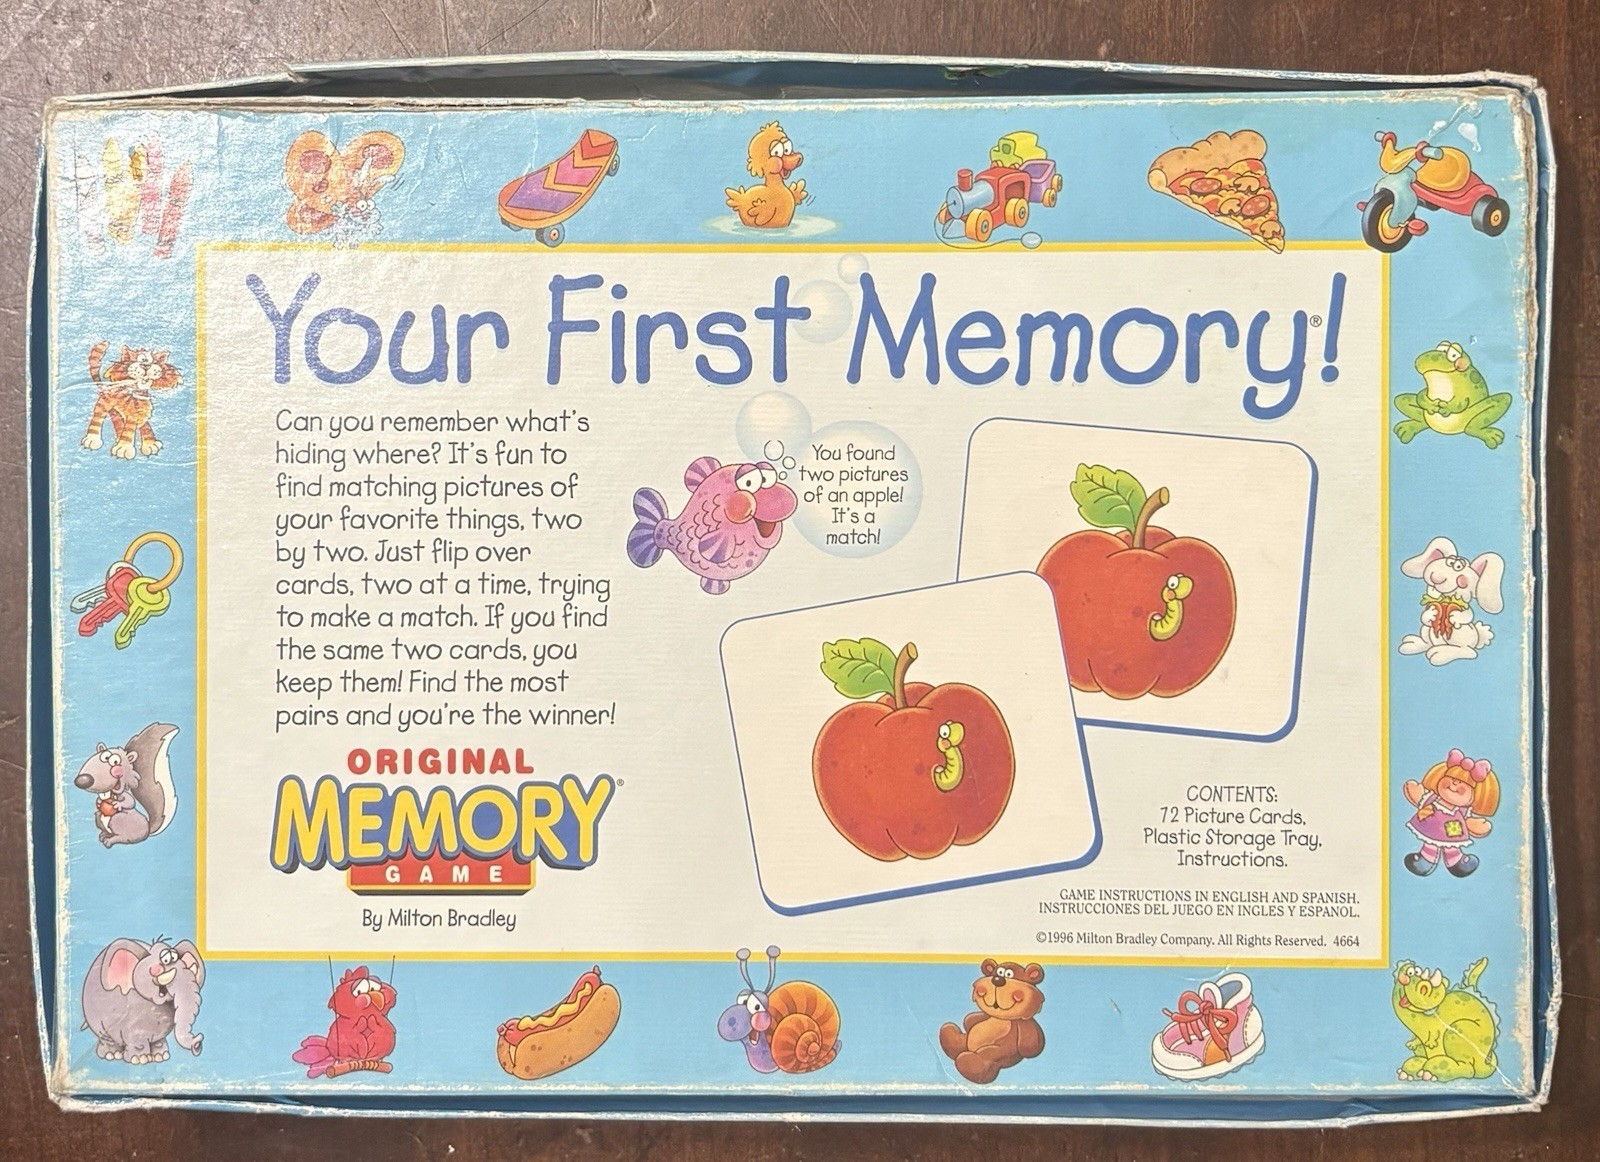 Your First Memory!®
Can you remember what's
hiding where? It's fun to
find matching pictures of
your favorite things, two
by two. Just flip over
cards, two at a time, trying
to make a match. If you find
the same two cards, you
keep them! Find the most
pairs and you're the winner!
You found
two pictures
of an apple!
It's a
match!
ORIGINAL
MEMORY®
GAME
By Milton Bradley
CONTENTS:
72 Picture Cards,
Plastic Storage Tray,
Instructions.
GAME INSTRUCTIONS IN ENGLISH AND SPANISH.
INSTRUCCIONES DEL JUEGO EN INGLES Y ESPANOL.
©1996 Milton Bradley Company. All Rights Reserved. 4664